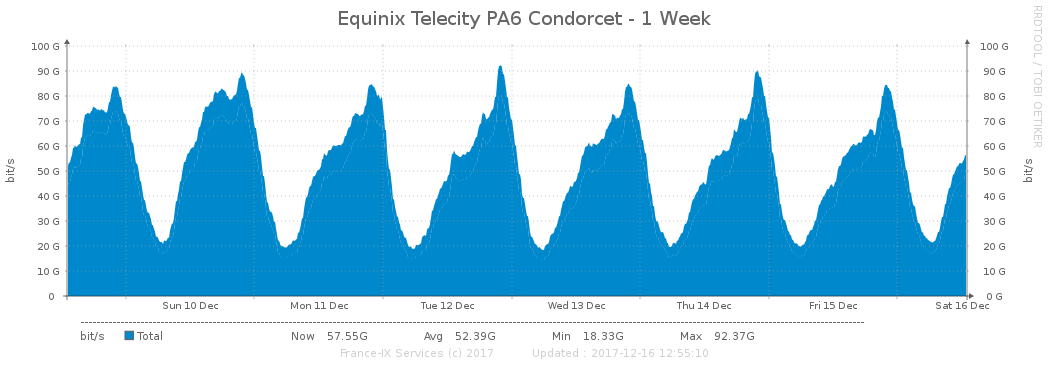 Equinix Telecity PA6 Condorcet - 1 Week
RRDTOOL / TOBI OETIKER
bit/s
bit/s
100 G 100 G
90 G 90 G
80 G 80 G
70 G 70 G
60 G 60 G
50 G 50 G
40 G 40 G
30 G 30 G
20 G 20 G
10 G 10 G
0 0 G
Sun 10 Dec Mon 11 Dec Tue 12 Dec Wed 13 Dec Thu 14 Dec Fri 15 Dec Sat 16 Dec
bit/s Total Now 57.55G Avg 52.39G Min 18.33G Max 92.37G
France-IX Services (c) 2017 Updated : 2017-12-16 12:55:10